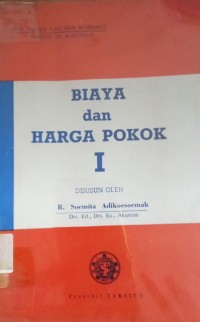 BIAYA
dan
HARGA POKOK
I
DISUSUN OLEH
R. Soemita Adikoesoemah
Drs. Ed., Drs. Ec., Akuntan
Penerbit TARSITO